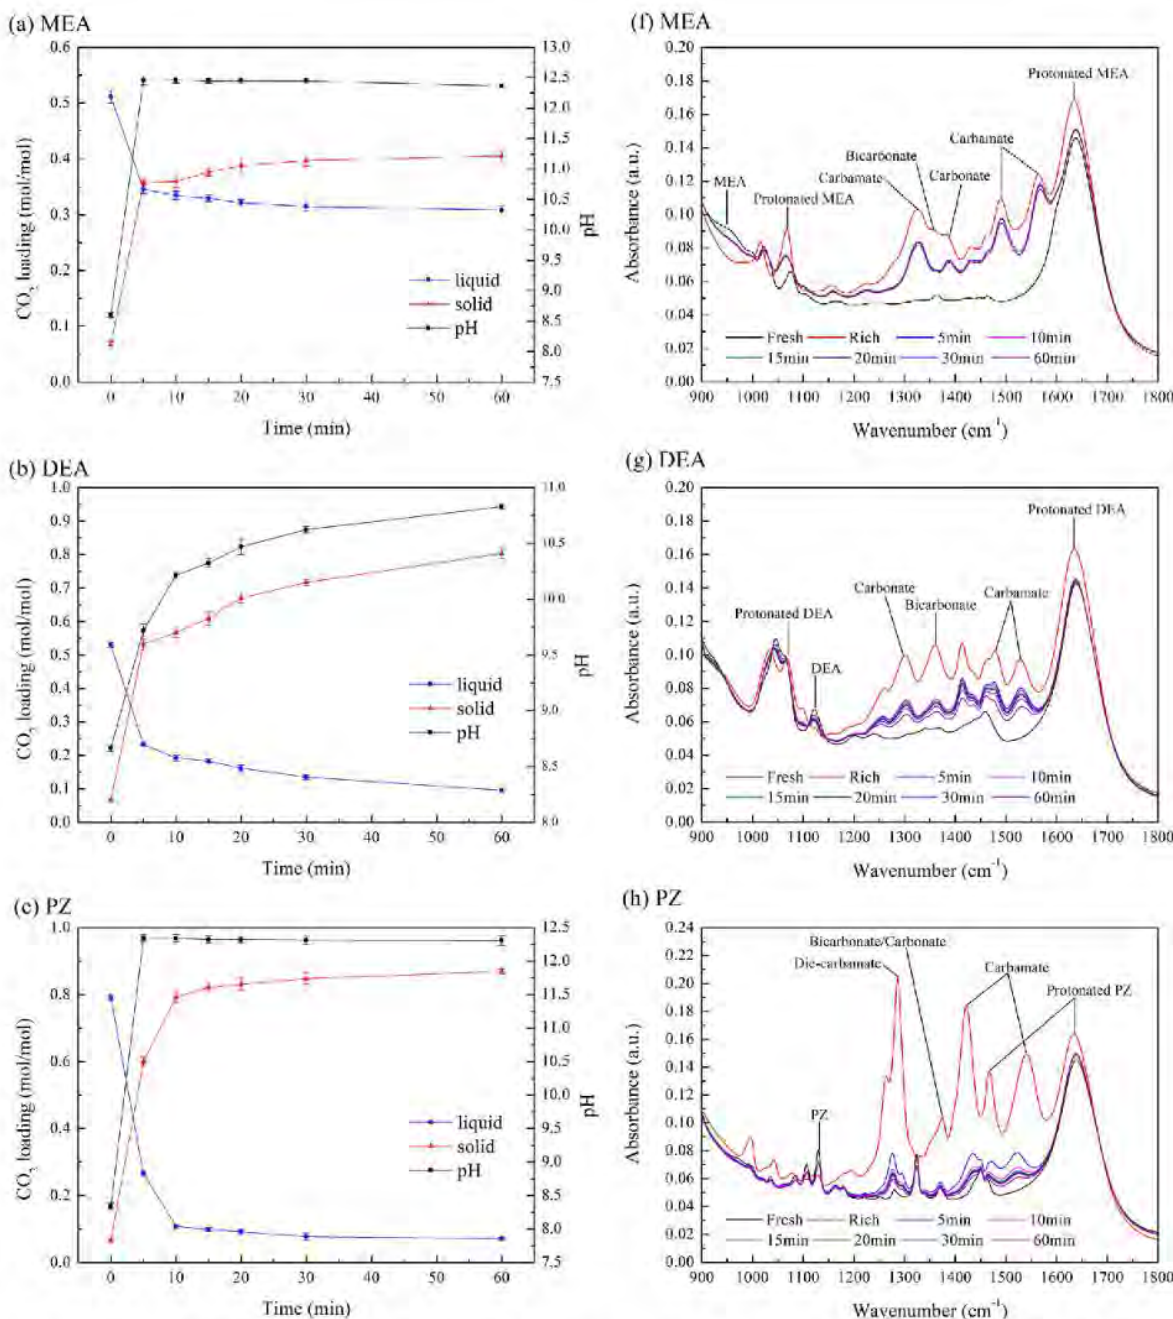 (a) MEA
0.6
0.5
0.4
0.3
0.2
0.1
0.0
CO₂ loading (mol/mol)
13.0
12.5
12.0
11.5
11.0
10.5
10.0
9.5
9.0
8.5
8.0
7.5
pH
liquid
solid
pH
0 10 20 30 40 50 60
Time (min)
(f) MEA
0.20
0.18
0.16
0.14
0.12
0.10
0.08
0.06
0.04
0.02
0.00
Absorbance (a.u.)
Protonated MEA
Carbamate
Bicarbonate
Carbamate
Carbonate
MEA
Protonated MEA
Fresh Rich 5min 10min
15min 20min 30min 60min
900 1000 1100 1200 1300 1400 1500 1600 1700 1800
Wavenumber (cm⁻¹)
(b) DEA
1.0
0.9
0.8
0.7
0.6
0.5
0.4
0.3
0.2
0.1
0.0
CO₂ loading (mol/mol)
11.0
10.5
10.0
9.5
9.0
8.5
8.0
pH
liquid
solid
pH
0 10 20 30 40 50 60
Time (min)
(g) DEA
0.20
0.18
0.16
0.14
0.12
0.10
0.08
0.06
0.04
0.02
0.00
Absorbance (a.u.)
Protonated DEA
Carbonate
Carbamate
Bicarbonate
Protonated DEA
DEA
Fresh Rich 5min 10min
15min 20min 30min 60min
900 1000 1100 1200 1300 1400 1500 1600 1700 1800
Wavenumber (cm⁻¹)
(c) PZ
1.0
0.8
0.6
0.4
0.2
0.0
CO₂ loading (mol/mol)
12.5
12.0
11.5
11.0
10.5
10.0
9.5
9.0
8.5
8.0
7.5
pH
liquid
solid
pH
0 10 20 30 40 50 60
Time (min)
(h) PZ
0.24
0.22
0.20
0.18
0.16
0.14
0.12
0.10
0.08
0.06
0.04
0.02
0.00
Absorbance (a.u.)
Bicarbonate/Carbonate
Die-carbamate
Carbamate
Protonated PZ
PZ
Fresh Rich 5min 10min
15min 20min 30min 60min
900 1000 1100 1200 1300 1400 1500 1600 1700 1800
Wavenumber (cm⁻¹)